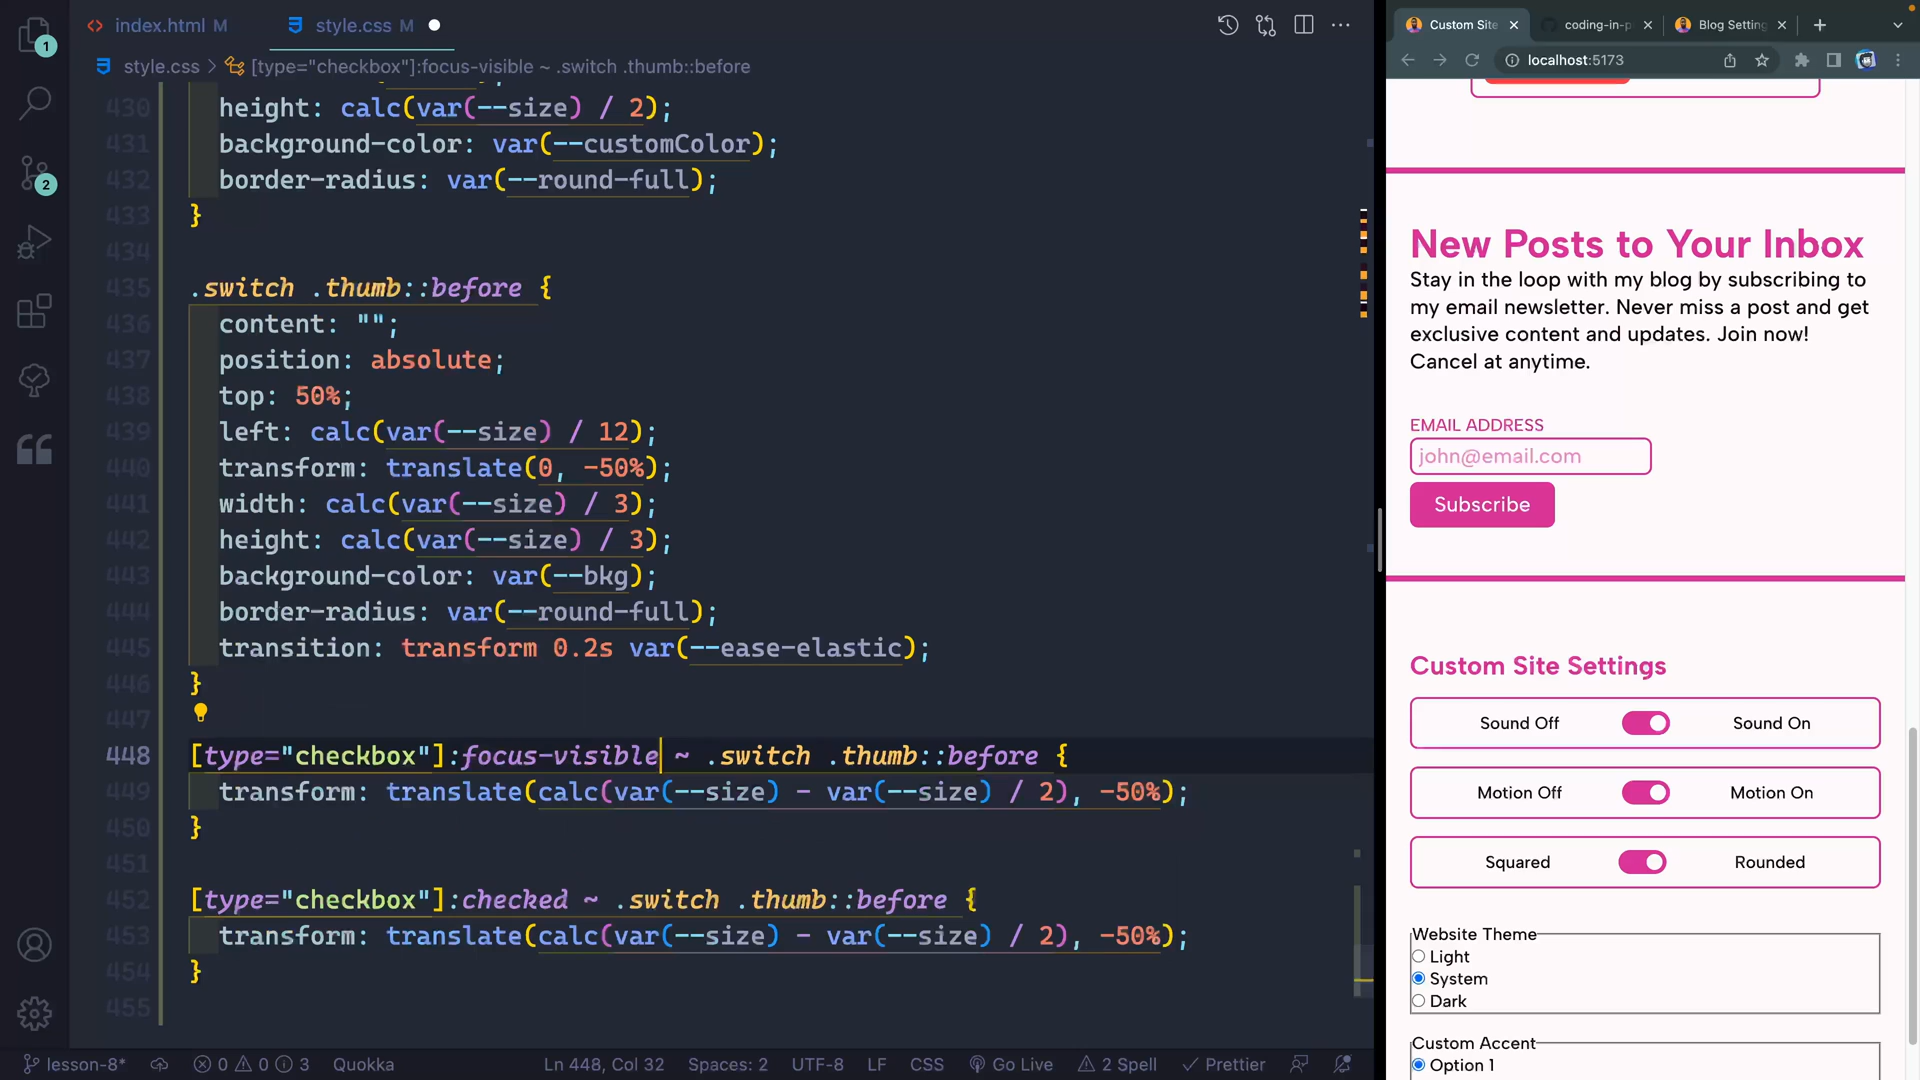 index.html M
style.css M
style.css > [type="checkbox"]:focus-visible ~ .switch .thumb::before
430 height: calc(var(--size) / 2);
431 background-color: var(--customColor);
432 border-radius: var(--round-full);
433 }
434
435 .switch .thumb::before {
436 content: "";
437 position: absolute;
438 top: 50%;
439 left: calc(var(--size) / 12);
440 transform: translate(0, -50%);
441 width: calc(var(--size) / 3);
442 height: calc(var(--size) / 3);
443 background-color: var(--bkg);
444 border-radius: var(--round-full);
445 transition: transform 0.2s var(--ease-elastic);
446 }
447
448 [type="checkbox"]:focus-visible ~ .switch .thumb::before {
449 transform: translate(calc(var(--size) - var(--size) / 2), -50%);
450 }
451
452 [type="checkbox"]:checked ~ .switch .thumb::before {
453 transform: translate(calc(var(--size) - var(--size) / 2), -50%);
454 }
455
1
2
lesson-8* 0 0 3 Quokka Ln 448, Col 32 Spaces: 2 UTF-8 LF CSS Go Live 2 Spell Prettier
Custom Site coding-in-p Blog Setting
localhost:5173
New Posts to Your Inbox
Stay in the loop with my blog by subscribing to
my email newsletter. Never miss a post and get
exclusive content and updates. Join now!
Cancel at anytime.
EMAIL ADDRESS
john@email.com
Subscribe
Custom Site Settings
Sound Off Sound On
Motion Off Motion On
Squared Rounded
Website Theme
Light
System
Dark
Custom Accent
Option 1